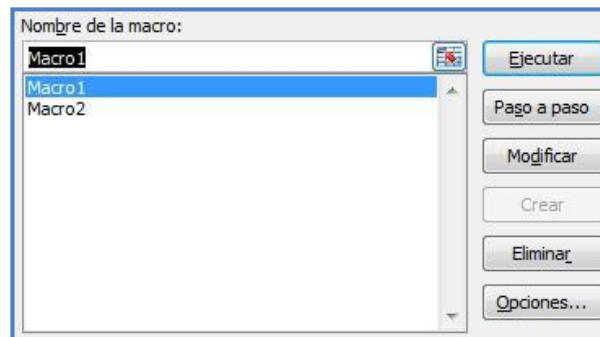 Nombre de la macro:
Macro1
Ejecutar
Macro1
Macro2
Paso a paso
Modificar
Crear
Eliminar
Opciones...